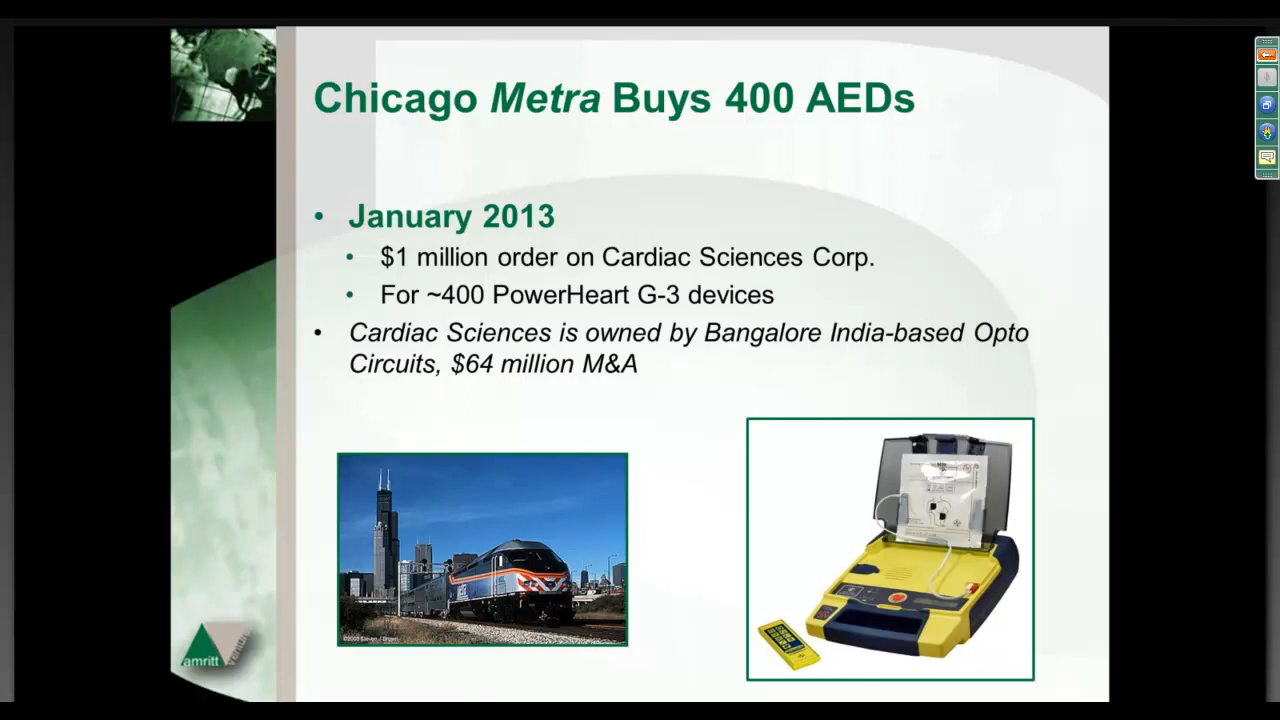 Chicago Metra Buys 400 AEDs
• January 2013
• $1 million order on Cardiac Sciences Corp.
• For ~400 PowerHeart G-3 devices
• Cardiac Sciences is owned by Bangalore India-based Opto
Circuits, $64 million M&A
amritt